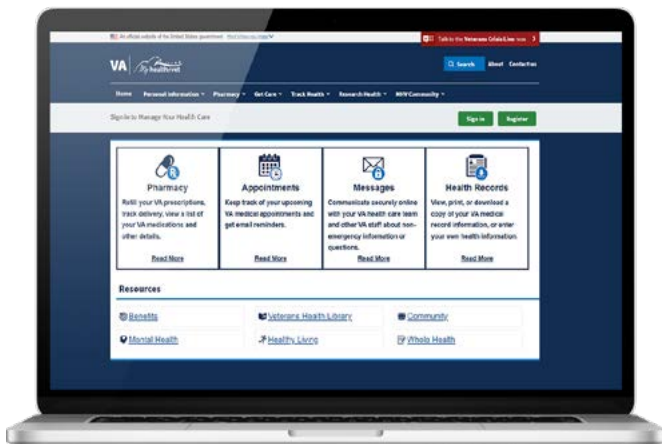 An official website of the United States government
Talk to the Veterans Crisis Line now
VA
My healthevet
Search About Contact us
Home Personal Information Pharmacy Get Care Track Health Research Health MHV Community
Sign in to Manage Your Health Care
Sign in Register
Pharmacy
Refill your VA prescriptions,
track delivery, view a list of
your VA medications and
other details.
Read More
Appointments
Keep track of your upcoming
VA medical appointments and
get email reminders.
Read More
Messages
Communicate securely online
with your VA health care team
and other VA staff about non-
emergency information or
questions.
Read More
Health Records
View, print, or download a
copy of your VA medical
record information, or enter
your own health information.
Read More
Resources
Benefits Veterans Health Library Community
Mental Health Healthy Living Whole Health